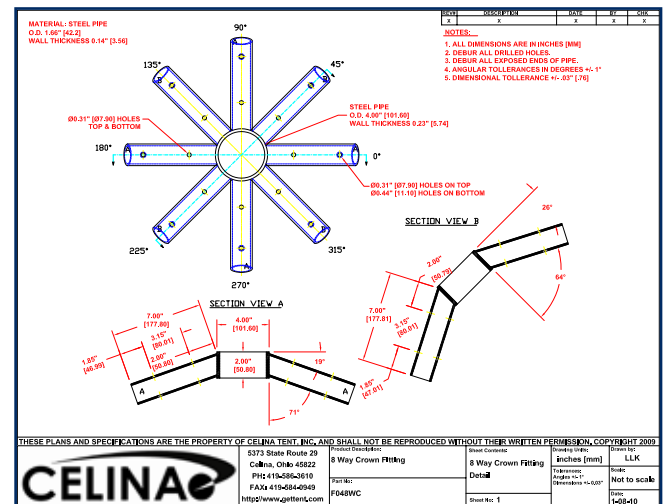 MATERIAL: STEEL PIPE
O.D. 1.66" [42.2]
WALL THICKNESS 0.14" [3.56]
REV# DESCRIPTION DATE BY CHK
X X X X X
NOTES:
1. ALL DIMENSIONS ARE IN INCHES [MM]
2. DEBUR ALL DRILLED HOLES.
3. DEBUR ALL EXPOSED ENDS OF PIPE.
4. ANGULAR TOLLERANCES IN DEGREES +/- 1°
5. DIMENSIONAL TOLLERANCE +/-.03" [.76]
90°
135°
45°
B
B
Ø0.31" [Ø7.90] HOLES
TOP & BOTTOM
STEEL PIPE
O.D. 4.00" [101.60]
WALL THICKNESS 0.23" [5.74]
180°
A
A
0°
Ø0.31" [Ø7.90] HOLES ON TOP
Ø0.44" [11.10] HOLES ON BOTTOM
B
B
225°
315°
A
270°
SECTION VIEW B
26°
2.00"
[50.79]
64°
7.00"
[177.81]
3.15"
[80.01]
1.85"
[47.01]
SECTION VIEW A
7.00"
[177.80]
4.00"
[101.60]
3.15"
[80.01]
1.85"
[46.99]
2.00"
[50.80]
2.00"
[50.80]
19°
A
A
71°
THESE PLANS AND SPECIFICATIONS ARE THE PROPERTY OF CELINA TENT, INC, AND SHALL NOT BE REPRODUCED WITHOUT THEIR WRITTEN PERMISSION, COPYRIGHT 2009
CELINA
5373 State Route 29
Celina, Ohio 45822
PH: 419-586-3610
FAX: 419-584-0949
http://www.gettent.com
Product Description:
8 Way Crown Fitting
Part No:
F048WC
Sheet Contents:
8 Way Crown Fitting
Detail
Sheet No: 1
Drawing Units:
inches [mm]
Tolerances:
Angles +/- 1°
Dimensions +/- 0.03"
Drawn by:
LLK
Scale:
Not to scale
Date:
1-08-10